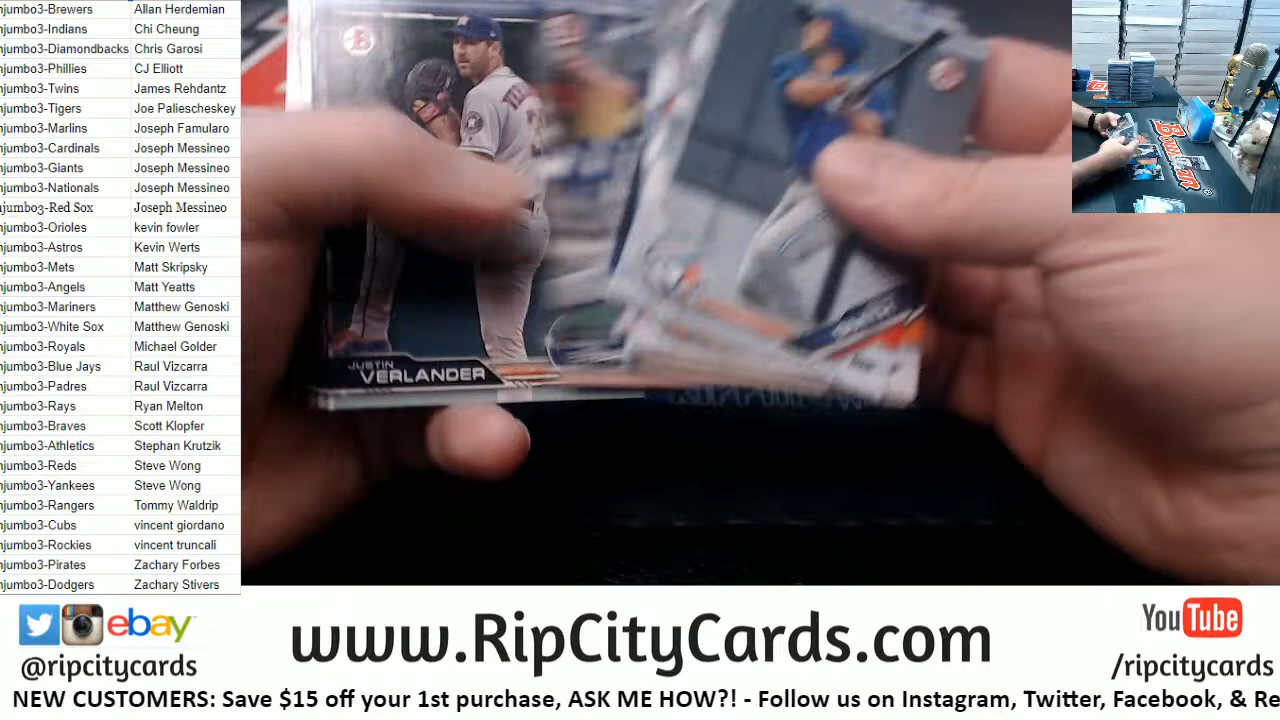 njumbo3-Brewers Allan Herdemian
njumbo3-Indians Chi Cheung
njumbo3-Diamondbacks Chris Garosi
njumbo3-Phillies CJ Elliott
njumbo3-Twins James Rehdantz
njumbo3-Tigers Joe Paliescheskey
njumbo3-Marlins Joseph Famularo
njumbo3-Cardinals Joseph Messineo
njumbo3-Giants Joseph Messineo
njumbo3-Nationals Joseph Messineo
njumbo3-Red Sox Joseph Messineo
njumbo3-Orioles kevin fowler
njumbo3-Astros Kevin Werts
njumbo3-Mets Matt Skripsky
njumbo3-Angels Matt Yeatts
njumbo3-Mariners Matthew Genoski
njumbo3-White Sox Matthew Genoski
njumbo3-Royals Michael Golder
njumbo3-Blue Jays Raul Vizcarra
njumbo3-Padres Raul Vizcarra
njumbo3-Rays Ryan Melton
njumbo3-Braves Scott Klopfer
njumbo3-Athletics Stephan Krutzik
njumbo3-Reds Steve Wong
njumbo3-Yankees Steve Wong
njumbo3-Rangers Tommy Waldrip
njumbo3-Cubs vincent giordano
njumbo3-Rockies vincent truncali
njumbo3-Pirates Zachary Forbes
njumbo3-Dodgers Zachary Stivers
JUSTIN
VERLANDER
ebay
@ripcitycards
www.RipCityCards.com
YouTube
/ripcitycards
NEW CUSTOMERS: Save $15 off your 1st purchase, ASK ME HOW?! - Follow us on Instagram, Twitter, Facebook, & Re